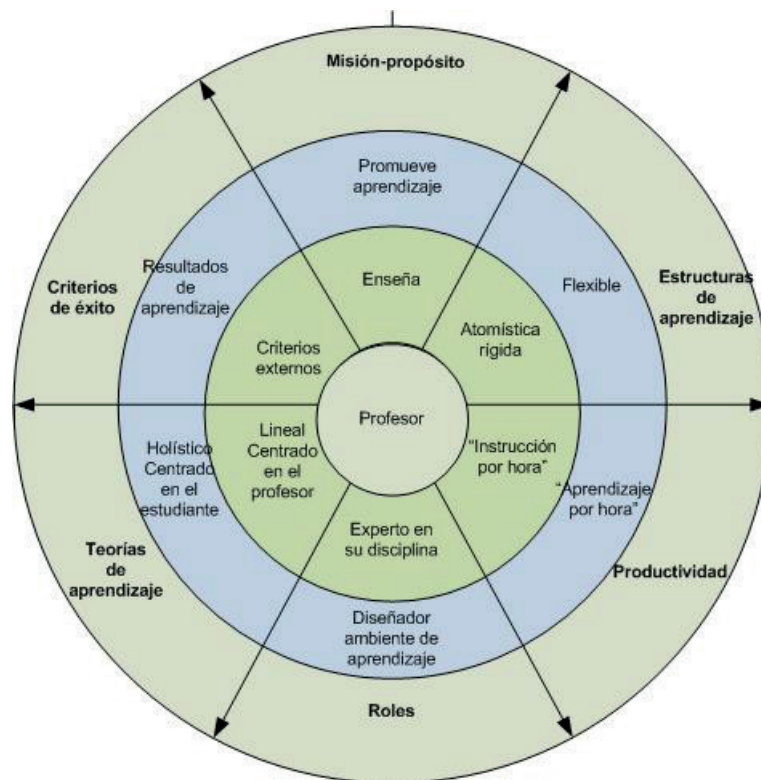 Misión-propósito
Promueve
aprendizaje
Enseña
Estructuras
de
aprendizaje
Flexible
Atomística
rígida
Productividad
“Aprendizaje
por hora”
“Instrucción
por hora”
Roles
Diseñador
ambiente de
aprendizaje
Experto en
su disciplina
Teorías
de
aprendizaje
Holístico
Centrado
en el
estudiante
Lineal
Centrado
en el
profesor
Criterios
de éxito
Resultados
de
aprendizaje
Criterios
externos
Profesor